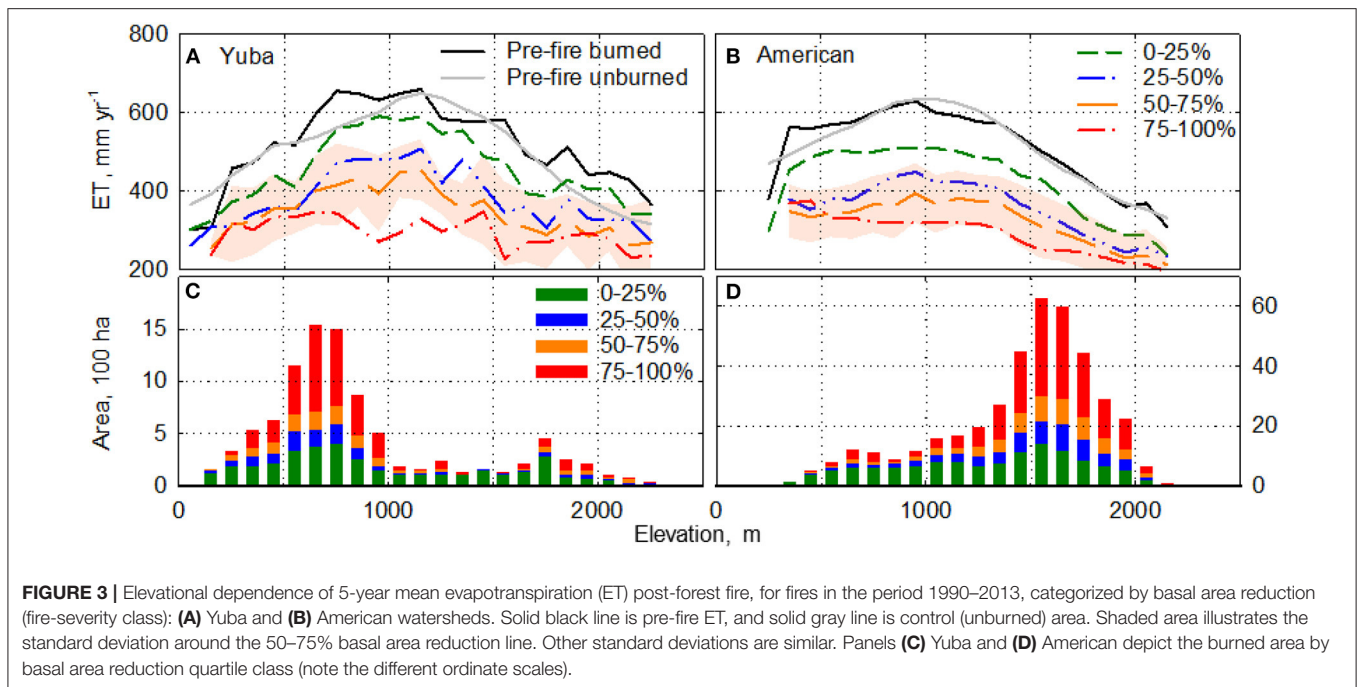 800
A Yuba
Pre-fire burned
Pre-fire unburned
B American
0-25%
25-50%
50-75%
75-100%
600
400
200
ET , mm yr-1
C
0-25%
25-50%
50-75%
75-100%
D
15
10
5
0
Area, 100 ha
60
40
20
0
0 1000 2000 0 1000 2000
Elevation, m
FIGURE 3 | Elevational dependence of 5-year mean evapotranspiration (ET) post-forest fire, for fires in the period 1990–2013, categorized by basal area reduction
(fire-severity class): (A) Yuba and (B) American watersheds. Solid black line is pre-fire ET, and solid gray line is control (unburned) area. Shaded area illustrates the
standard deviation around the 50–75% basal area reduction line. Other standard deviations are similar. Panels (C) Yuba and (D) American depict the burned area by
basal area reduction quartile class (note the different ordinate scales).